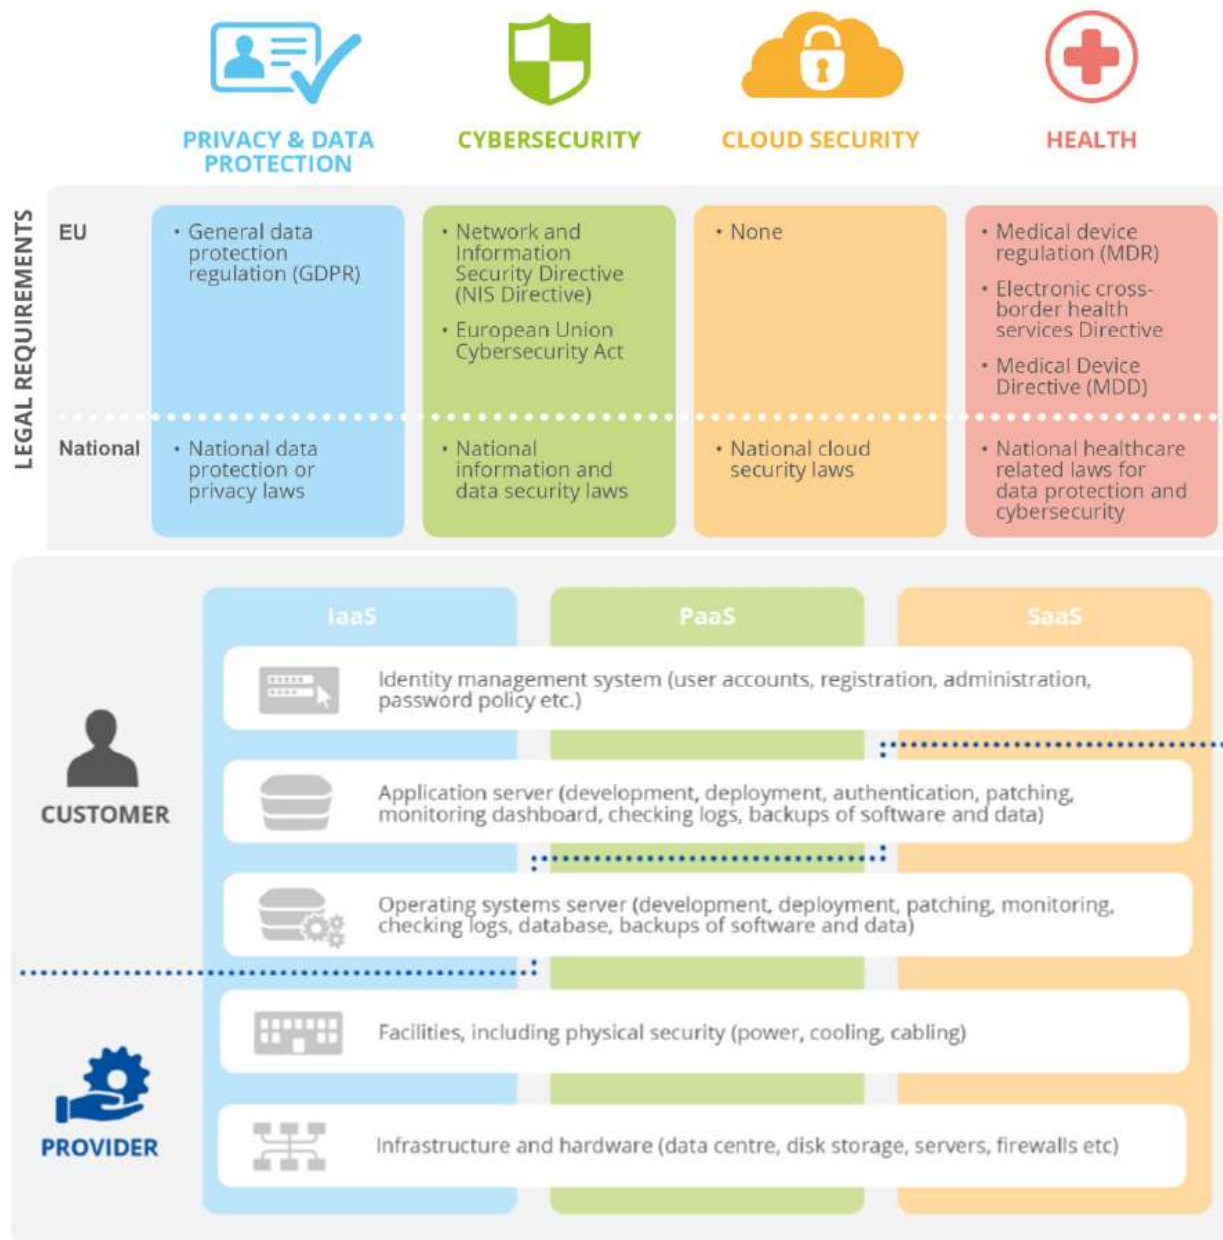 PRIVACY & DATA
PROTECTION
CYBERSECURITY
CLOUD SECURITY
HEALTH
LEGAL REQUIREMENTS
EU
• General data
protection
regulation (GDPR)
• Network and
Information
Security Directive
(NIS Directive)
• European Union
Cybersecurity Act
• None
• Medical device
regulation (MDR)
• Electronic cross-
border health
services Directive
• Medical Device
Directive (MDD)
National
• National data
protection or
privacy laws
• National
information and
data security laws
• National cloud
security laws
• National healthcare
related laws for
data protection and
cybersecurity
IaaS
PaaS
SaaS
CUSTOMER
Identity management system (user accounts, registration, administration,
password policy etc.)
Application server (development, deployment, authentication, patching,
monitoring dashboard, checking logs, backups of software and data)
Operating systems server (development, deployment, patching, monitoring,
checking logs, database, backups of software and data)
PROVIDER
Facilities, including physical security (power, cooling, cabling)
Infrastructure and hardware (data centre, disk storage, servers, firewalls etc)